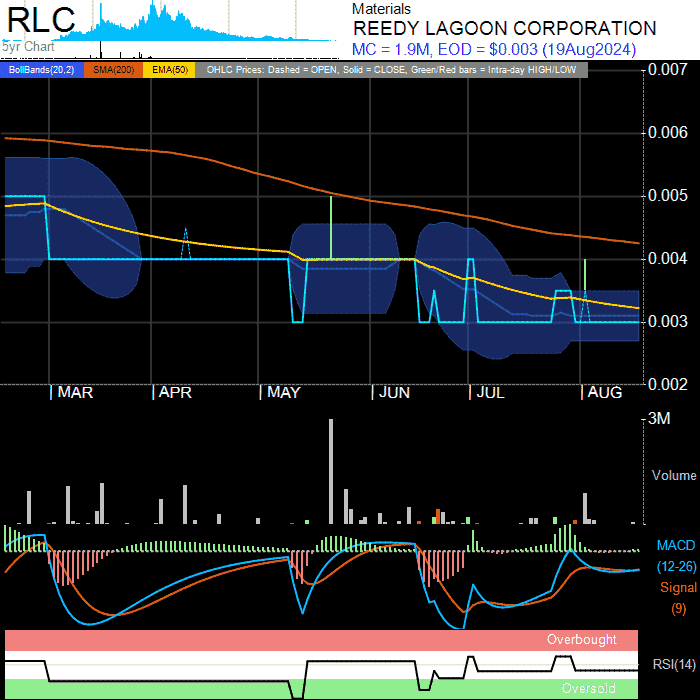 RLC
5yr Chart
Materials
REEDY LAGOON CORPORATION
MC = 1.9M, EOD = $0.003 (19Aug2024)
BollBands(20,2) SMA(200) EMA(50) OHLC Prices: Dashed = OPEN, Solid = CLOSE, Green/Red bars = Intra-day HIGH/LOW
0.007
0.006
0.005
0.004
0.003
0.002
MAR APR MAY JUN JUL AUG
3M
Volume
MACD
(12-26)
Signal
(9)
Overbought
RSI(14)
Oversold